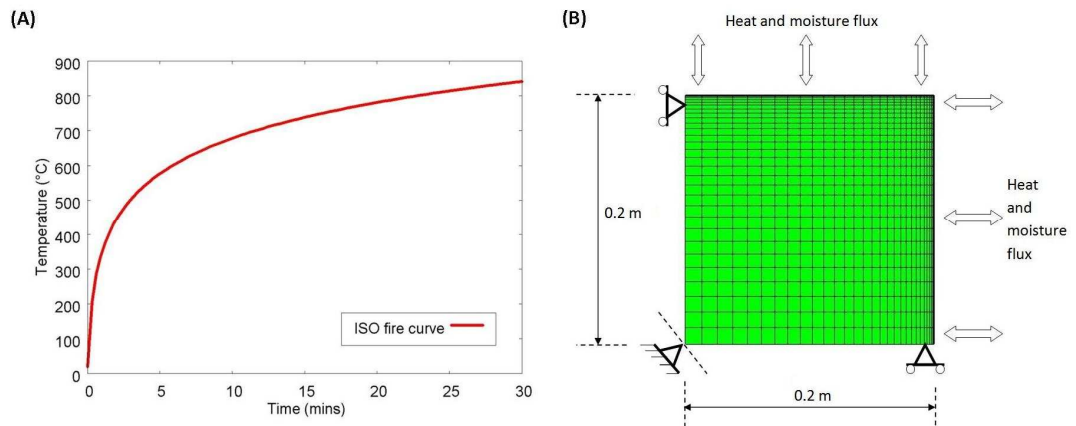 (A)
900
800
700
600
500
400
300
200
100
0
Temperature (°C)
ISO fire curve
0 5 10 15 20 25 30
Time (mins)
(B)
Heat and moisture flux
0.2 m
Heat
and
moisture
flux
0.2 m